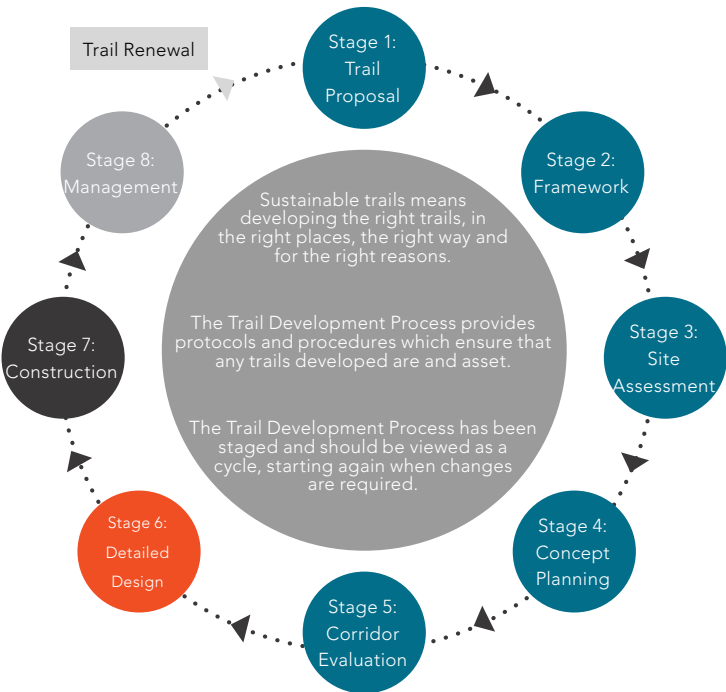 Trail Renewal
Stage 1:
Trail
Proposal
Stage 2:
Framework
Stage 3:
Site
Assessment
Stage 4:
Concept
Planning
Stage 5:
Corridor
Evaluation
Stage 6:
Detailed
Design
Stage 7:
Construction
Stage 8:
Management
Sustainable trails means
developing the right trails, in
the right places, the right way and
for the right reasons.
The Trail Development Process provides
protocols and procedures which ensure that
any trails developed are and asset.
The Trail Development Process has been
staged and should be viewed as a
cycle, starting again when changes
are required.